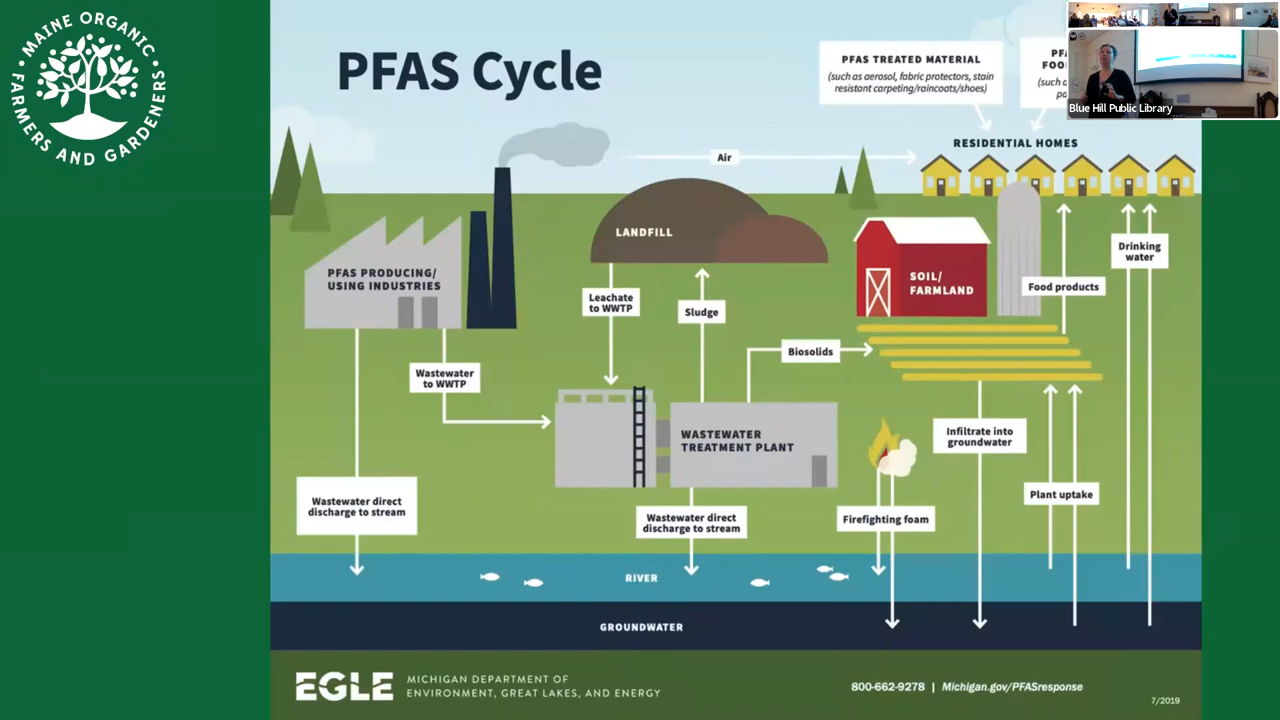 MAINE ORGANIC
FARMERS AND GARDENERS
PFAS Cycle
PFAS TREATED MATERIAL
(such as aerosol, fabric protectors, stain
resistant carpeting/raincoats/shoes)
(such
Blue Hill Public Library
RESIDENTIAL HOMES
Air
LANDFILL
PFAS PRODUCING/
USING INDUSTRIES
SOIL/
FARMLAND
Drinking
water
Food products
Leachate
to WWTP
Sludge
Biosolids
Wastewater
to WWTP
WASTEWATER
TREATMENT PLANT
Infiltrate into
groundwater
Plant uptake
Wastewater direct
discharge to stream
Wastewater direct
discharge to stream
Firefighting foam
RIVER
GROUNDWATER
EGLE
MICHIGAN DEPARTMENT OF
ENVIRONMENT, GREAT LAKES, AND ENERGY
800-662-9278 | Michigan.gov/PFASresponse
7/2019